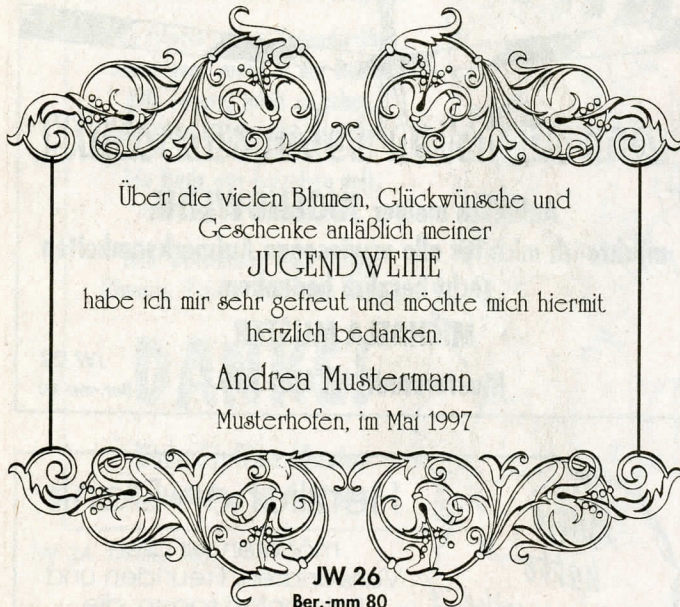 Über die vielen Blumen, Glückwünsche und
Geschenke anläßlich meiner
JUGENDWEIHE
habe ich mir sehr gefreut und möchte mich hiermit
herzlich bedanken.
Andrea Mustermann
Musterhofen, im Mai 1997
JW 26
Ber.-mm 80